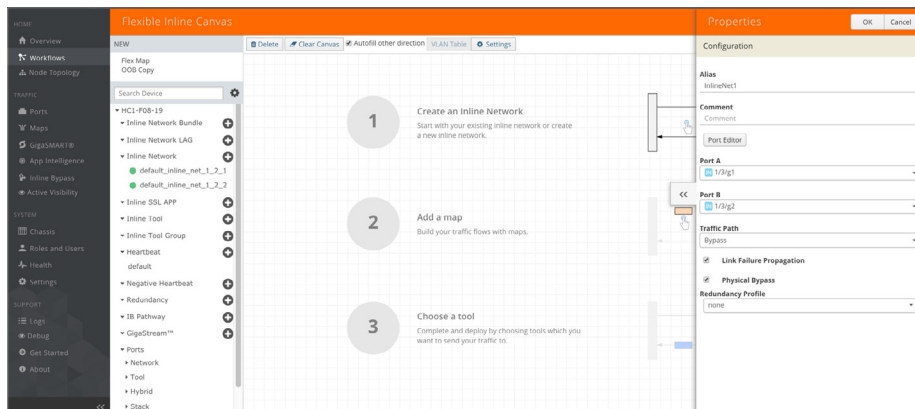 HOME
Overview
Workflows
Node Topology
TRAFFIC
Ports
Maps
GigaSMART®
App Intelligence
Inline Bypass
Active Visibility
SYSTEM
Chassis
Roles and Users
Health
Settings
SUPPORT
Logs
Debug
Get Started
About
Flexible Inline Canvas
NEW
Flex Map
OOB Copy
Search Device
HC1-F08-19
Inline Network Bundle
Inline Network LAG
Inline Network
default_inline_net_1_2_1
default_inline_net_1_2_2
Inline SSL APP
Inline Tool
Inline Tool Group
Heartbeat
default
Negative Heartbeat
Redundancy
IB Pathway
GigaStream™
Ports
Network
Tool
Hybrid
Stack
Delete Clear Canvas Autofill other direction VLAN Table Settings
1
Create an Inline Network
Start with your existing inline network or create
a new inline network.
2
Add a map
Build your traffic flows with maps.
3
Choose a tool
Complete and deploy by choosing tools which you
want to send your traffic to.
Properties OK Cancel
Configuration
Alias
InlineNet1
Comment
Comment
Port Editor
Port A
1/3/g1
Port B
1/3/g2
Traffic Path
Bypass
Link Failure Propagation
Physical Bypass
Redundancy Profile
none